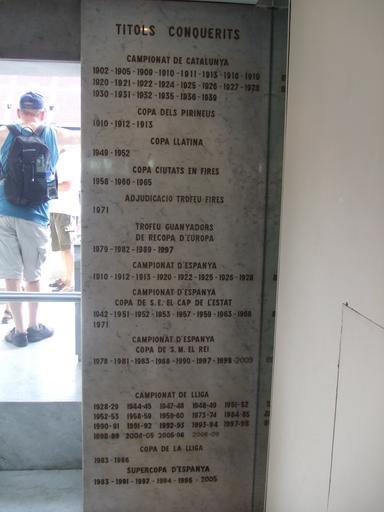 TITOLS CONQUERITS
CAMPIONAT DE CATALUNYA
1902 - 1905 - 1909 - 1910 - 1911 - 1913 - 1916 - 1919
1920 - 1921 - 1922 - 1924 - 1925 - 1926 - 1927 - 1928
1930 - 1931 - 1932 - 1935 - 1936 - 1938
COPA DELS PIRINEUS
1910 - 1912 - 1913
COPA LLATINA
1949 - 1952
COPA CIUTATS EN FIRES
1958 - 1960 - 1965
ADJUDICACIO TROFEU FIRES
1971
TROFEU GUANYADORS
DE RECOPA D'EUROPA
1979 - 1982 - 1989 - 1997
CAMPIONAT D'ESPANYA
1910 - 1912 - 1913 - 1920 - 1922 - 1925 - 1926 - 1928
CAMPIONAT D'ESPANYA
COPA DE S.E. EL CAP DE L'ESTAT
1942 - 1951 - 1952 - 1953 - 1957 - 1959 - 1963 - 1968
1971
CAMPIONAT D'ESPANYA
COPA DE S.M. EL REI
1978 - 1981 - 1983 - 1988 - 1990 - 1997 - 1998 - 2009
CAMPIONAT DE LLIGA
1928-29 1944-45 1947-48 1948-49 1951-52
1952-53 1958-59 1959-60 1973-74 1984-85
1990-91 1991-92 1992-93 1993-94 1997-98
1998-99 2004-05 2005-06 2008-09
COPA DE LA LLIGA
1983 - 1986
SUPERCOPA D'ESPANYA
1983 - 1991 - 1992 - 1994 - 1996 - 2005